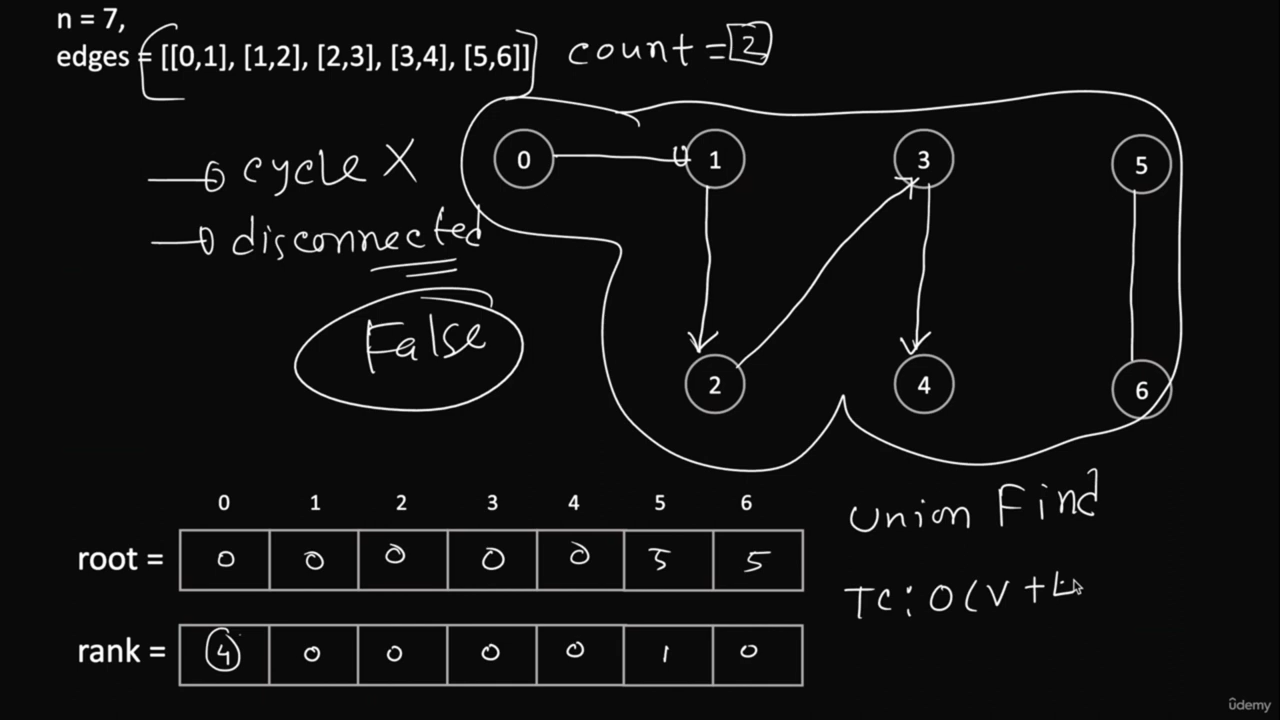 n = 7,
edges = [[0,1], [1,2], [2,3], [3,4], [5,6]] count = 2
cycle X
disconnected
False
0 1 3 5
2 4 6
0 1 2 3 4 5 6
root = 0 0 0 0 0 5 5
rank = 4 0 0 0 0 1 0
Union Find
TC: O(V +
ûdemy